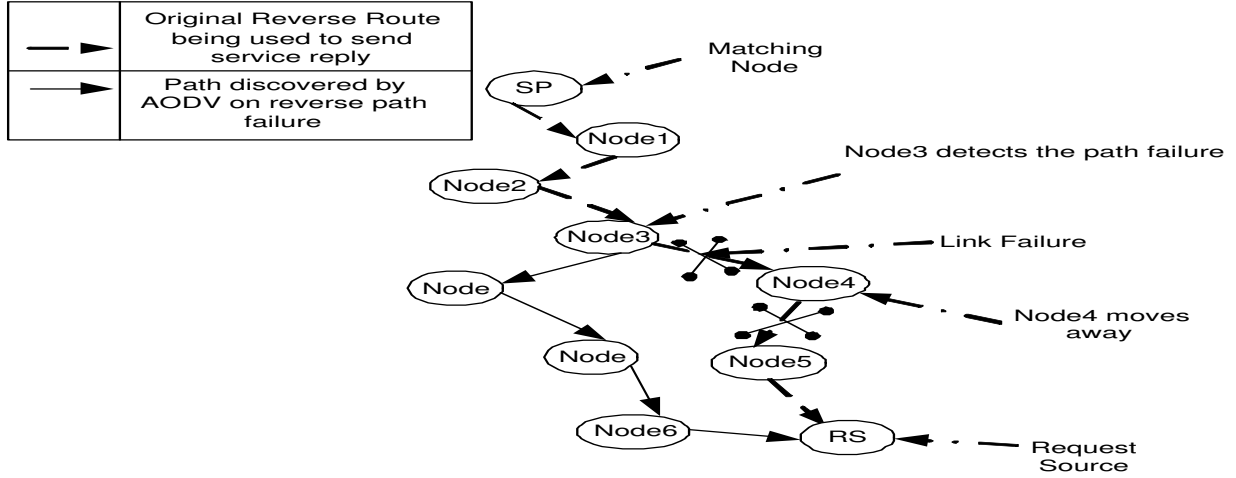 Original Reverse Route
being used to send
service reply
Path discovered by
AODV on reverse path
failure
Matching
Node
SP
Node1
Node3 detects the path failure
Node2
Node3
Link Failure
Node
Node4
Node4 moves
away
Node
Node5
Node6
RS
Request
Source